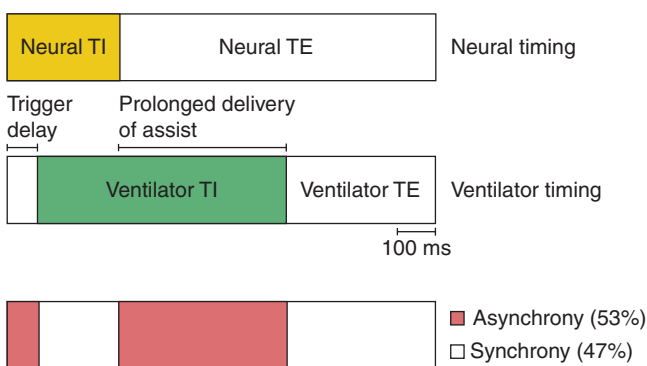 Neural TI
Neural TE
Neural timing
Trigger
delay
Prolonged delivery
of assist
Ventilator TI
Ventilator TE
Ventilator timing
100 ms
Asynchrony (53%)
Synchrony (47%)